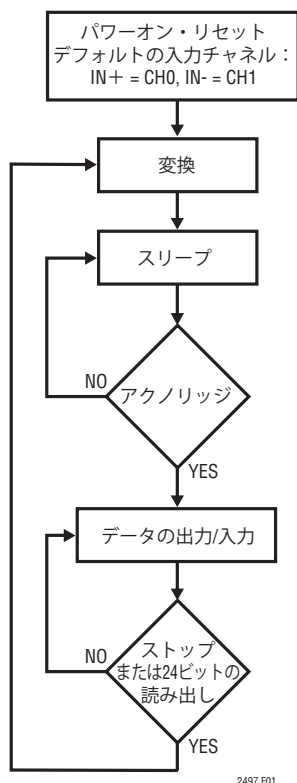 パワーオン・リセット
デフォルトの入力チャネル：
IN＋ = CH0, IN- = CH1
変換
スリープ
NO
アクノリッジ
YES
データの出力/入力
NO
ストップ
または24ビットの
読み出し
YES
2497 F01